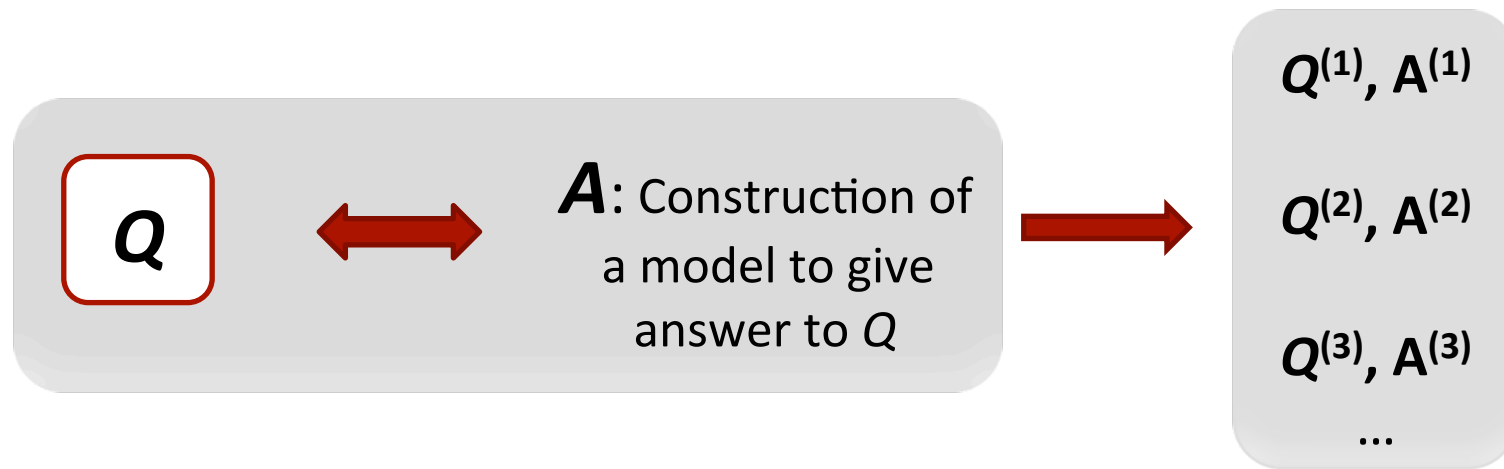 Q
A: Construction of
a model to give
answer to Q
Q⁽¹⁾, A⁽¹⁾
Q⁽²⁾, A⁽²⁾
Q⁽³⁾, A⁽³⁾
...